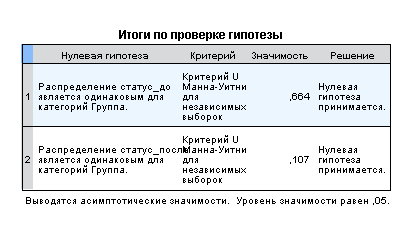 Итоги по проверке гипотезы
Нулевая гипотеза Критерий Значимость Решение
1 Распределение статус_до является одинаковым для категорий Группа. Критерий U Манна-Уитни для независимых выборок ,664 Нулевая гипотеза принимается.
2 Распределение статус_после является одинаковым для категорий Группа. Критерий U Манна-Уитни для независимых выборок ,107 Нулевая гипотеза принимается.
Выводятся асимптотические значимости. Уровень значимости равен ,05.